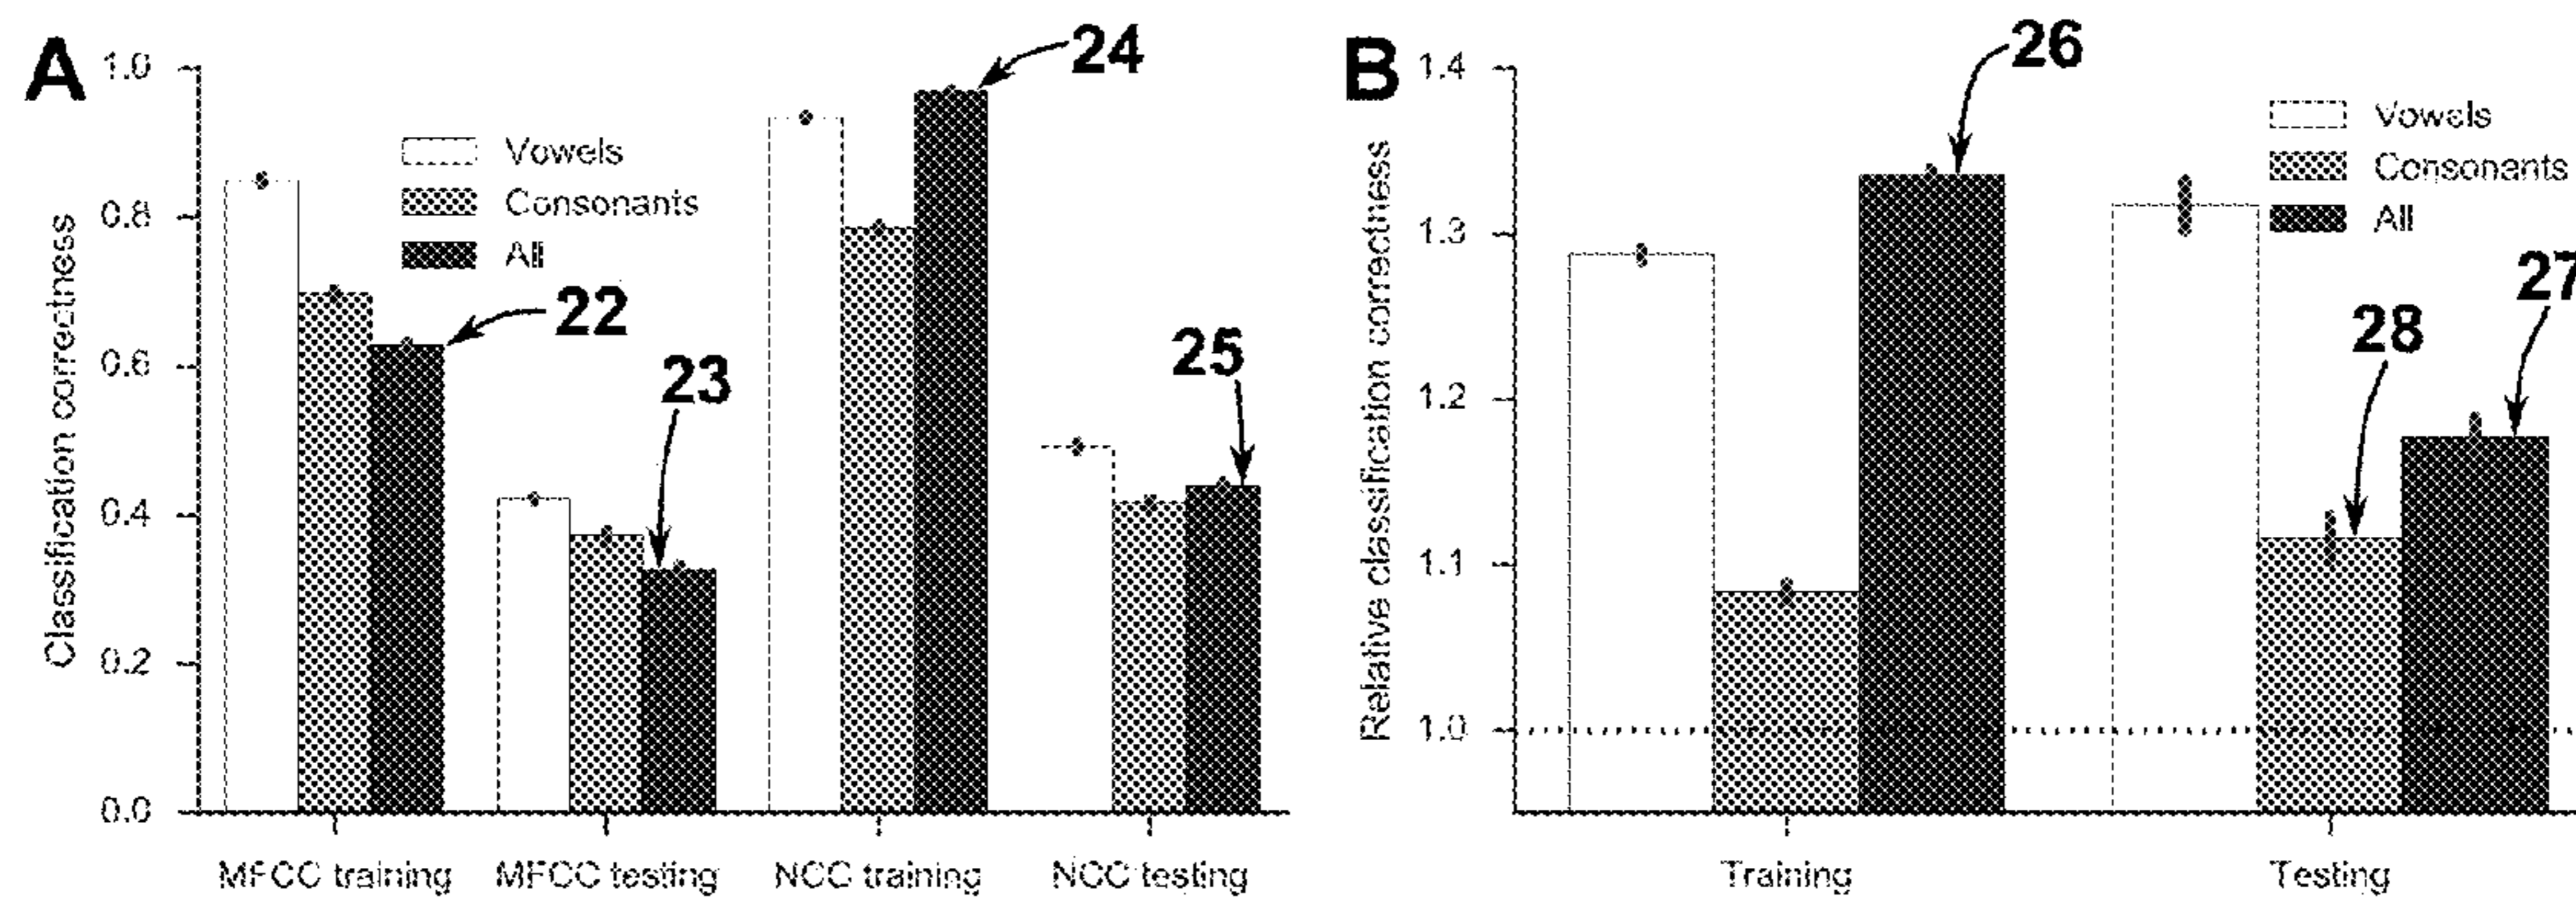 A
Classification correctness
1.0
0.8
0.6
0.4
0.2
0.0
Vowels
Consonants
All
22
23
24
25
MFCC training
MFCC testing
NCC training
NCC testing
B
Relative classification correctness
1.4
1.3
1.2
1.1
1.0
Vowels
Consonants
All
26
27
28
Training
Testing